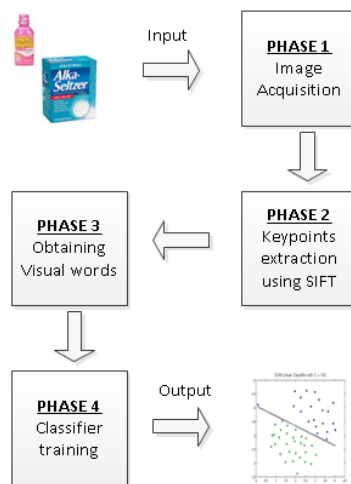 Input
ORIGINAL
Alka-
Seltzer
PHASE 1
Image
Acquisition
PHASE 2
Keypoints
extraction
using SIFT
PHASE 3
Obtaining
Visual words
PHASE 4
Classifier
training
Output